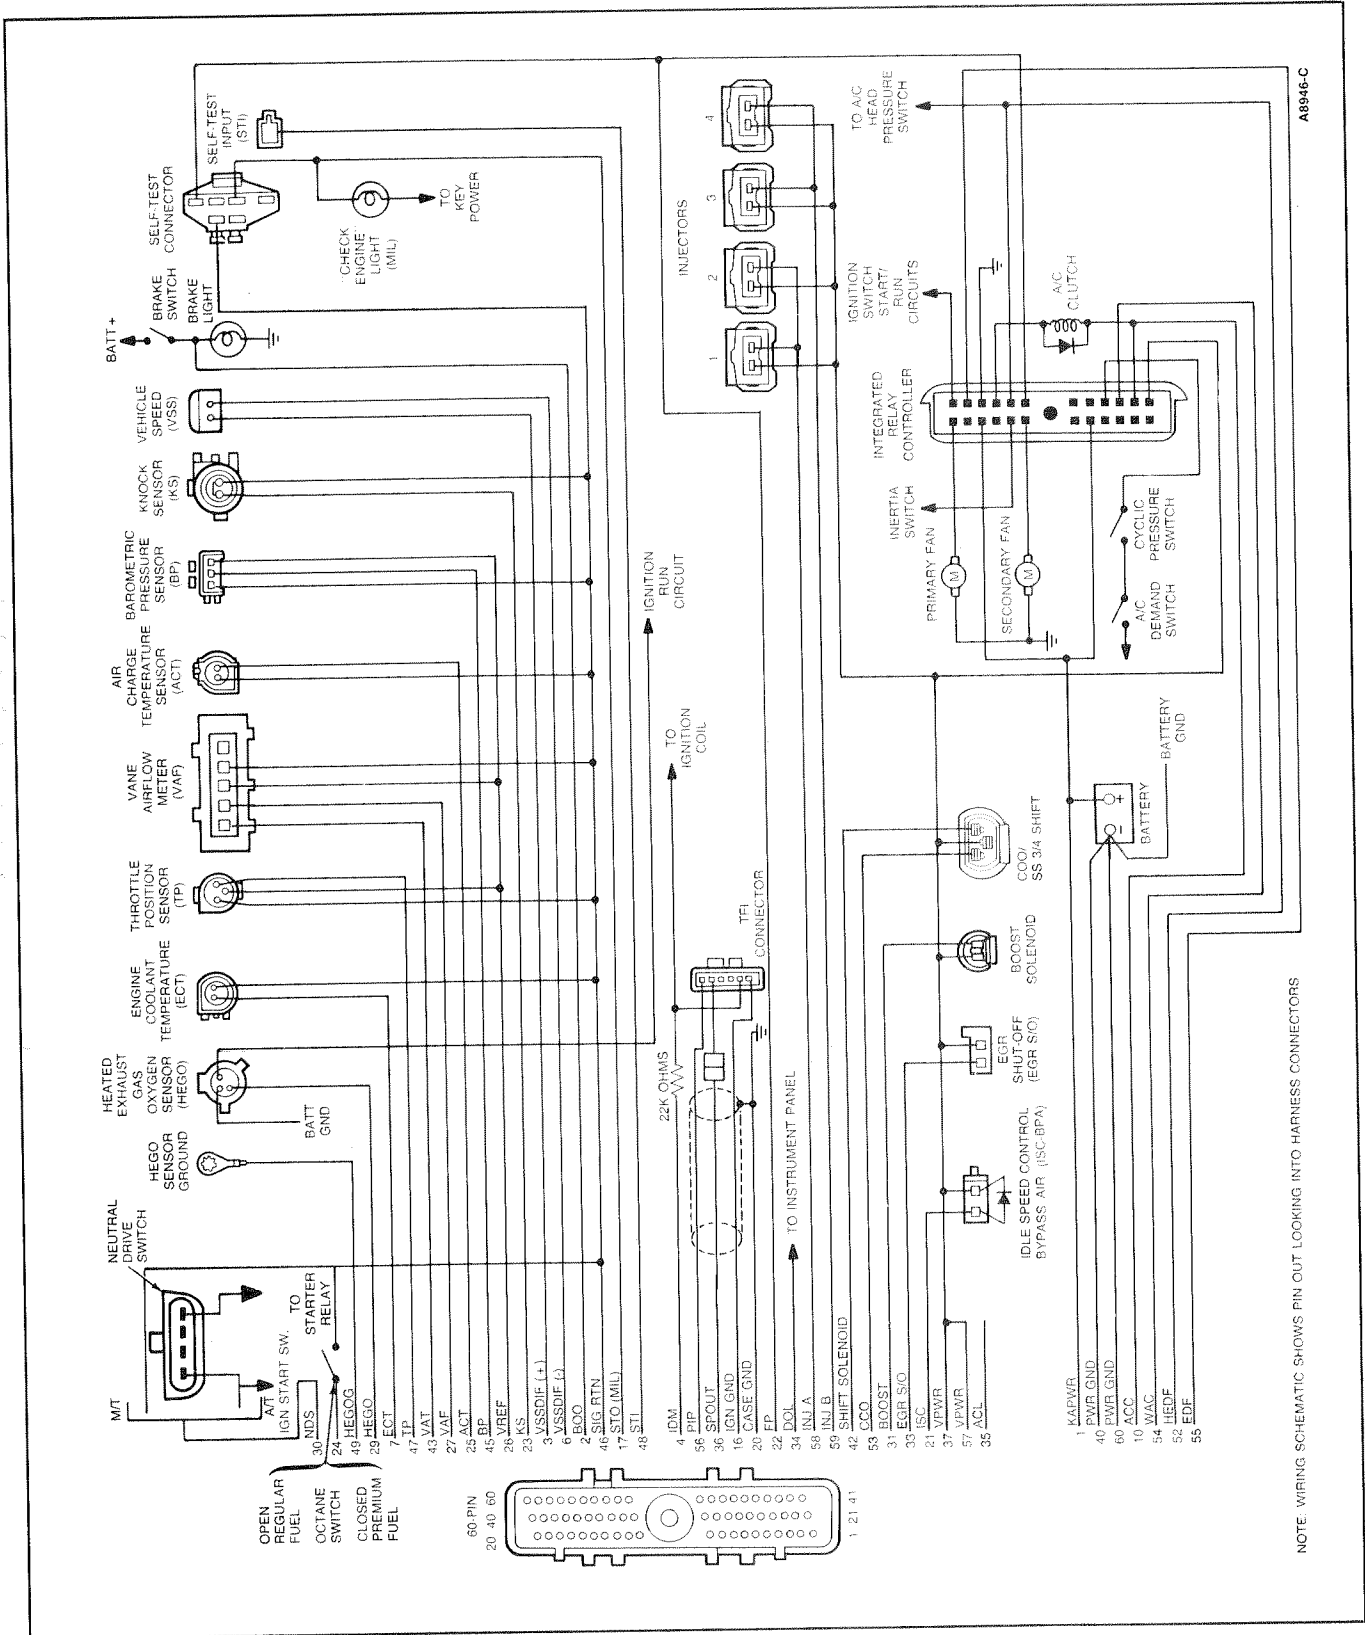 SELF-TEST
INPUT
(STI)
SELF-TEST
CONNECTOR
"CHECK
ENGINE"
LIGHT
(MIL)
TO
KEY
POWER
BRAKE
SWITCH
BRAKE
LIGHT
BATT +
VEHICLE
SPEED
(VSS)
KNOCK
SENSOR
(KS)
BAROMETRIC
PRESSURE
SENSOR
(BP)
AIR
CHARGE
TEMPERATURE
SENSOR
(ACT)
VANE
AIRFLOW
METER
(VAF)
THROTTLE
POSITION
SENSOR
(TP)
ENGINE
COOLANT
TEMPERATURE
(ECT)
HEATED
EXHAUST
GAS
OXYGEN
SENSOR
(HEGO)
BATT
GND
HEGO
SENSOR
GROUND
NEUTRAL
DRIVE
SWITCH
M/T
A/T
TO
STARTER
RELAY
IGN START SW.
OPEN
REGULAR
FUEL
OCTANE
SWITCH
CLOSED
PREMIUM
FUEL
NDS
30
24
HEGOG
49
HEGO
29
ECT
7
TP
47
VAT
43
VAF
27
ACT
25
BP
45
VREF
26
KS
23
VSSDIF (+)
3
VSSDIF (-)
6
BOO
2
SIG RTN
46
STO (MIL)
17
STI
48
IGNITION
RUN
CIRCUIT
INJECTORS
1
2
3
4
TO A/C
HEAD
PRESSURE
SWITCH
IGNITION
SWITCH
START/
RUN
CIRCUITS
A/C
CLUTCH
INTEGRATED
RELAY
CONTROLLER
INERTIA
SWITCH
PRIMARY FAN
M
SECONDARY FAN
M
CYCLIC
PRESSURE
SWITCH
A/C
DEMAND
SWITCH
TO
IGNITION
COIL
TFI
CONNECTOR
22K OHMS
TO INSTRUMENT PANEL
IDM
4
PIP
56
SPOUT
36
IGN GND
16
CASE GND
20
FP
22
DOL
34
INJ A
58
INJ B
59
SHIFT SOLENOID
42
CCO
53
BOOST
31
EGR S/O
33
ISC
21
VPWR
37
VPWR
57
ACL
35
CCO/
SS 3/4 SHIFT
BOOST
SOLENOID
EGR
SHUT-OFF
(EGR S/O)
IDLE SPEED CONTROL
BYPASS AIR (ISC-BPA)
BATTERY
GND
+
-
BATTERY
KAPWR
1
PWR GND
40
PWR GND
60
ACC
10
WAC
54
HEDF
52
EDF
55
60-PIN
20 40 60
1 21 41
NOTE: WIRING SCHEMATIC SHOWS PIN OUT LOOKING INTO HARNESS CONNECTORS
A8946-C